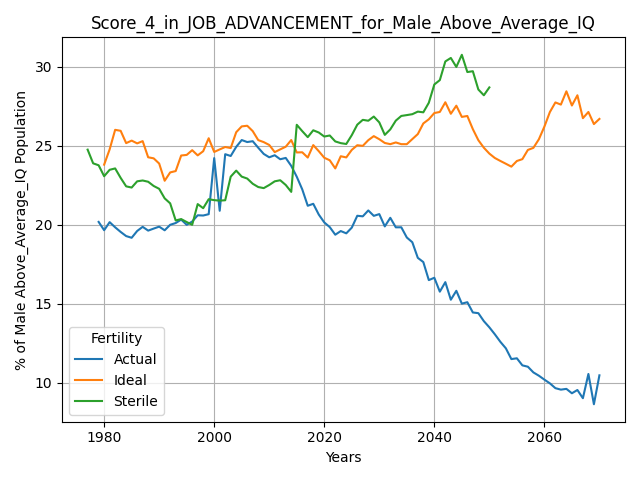 Score_4_in_JOB_ADVANCEMENT_for_Male_Above_Average_IQ
% of Male Above_Average_IQ Population
30
25
20
15
10
Fertility
Actual
Ideal
Sterile
1980 2000 2020 2040 2060
Years